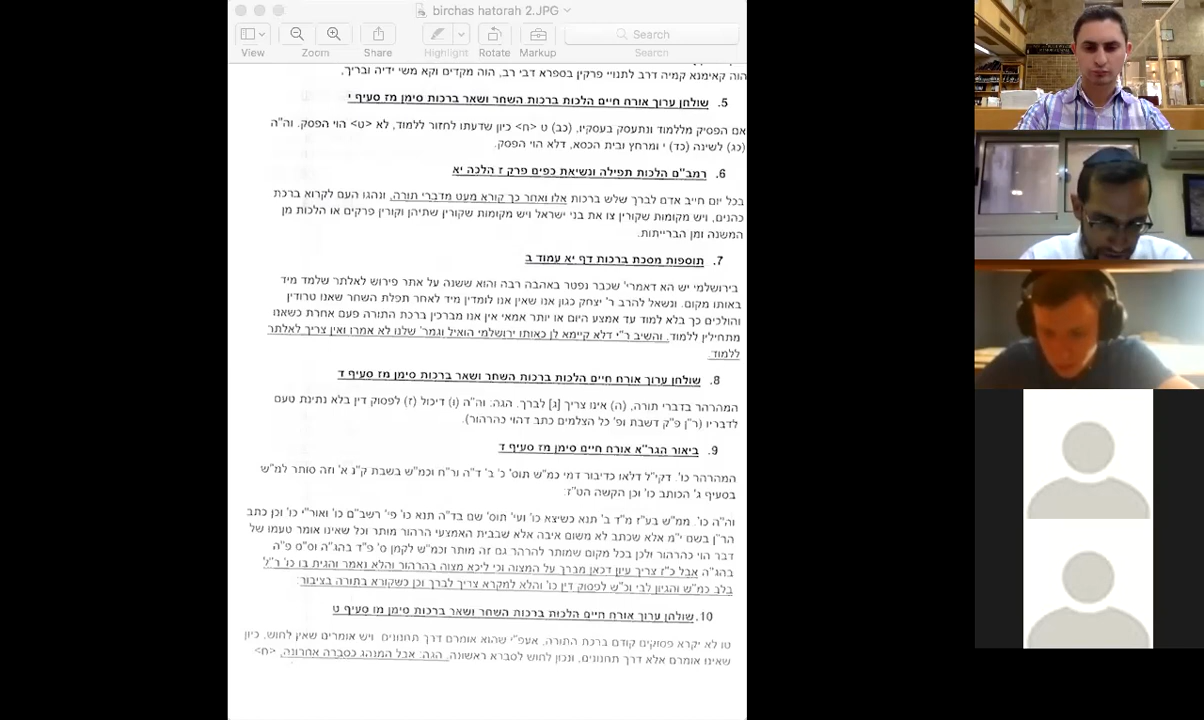 birchas hatorah 2.JPG
View
Zoom
Share
Highlight
Rotate
Markup
Search
Search
הוה קאימנא קמיה דרב לתנויי פרקין בספרא דבי רב, הוה מקדים וקא משי ידיה ובריך,
5. שולחן ערוך אורח חיים הלכות ברכות השחר ושאר ברכות סימן מז סעיף י
אם הפסיק מללמוד ונתעסק בעסקיו, (כב) ט <ח> כיון שדעתו לחזור ללמוד, לא <ט> הוי הפסק. וה"ה
(כג) לשינה (כד) י ומרחץ ובית הכסא, דלא הוי הפסק.
6. רמב"ם הלכות תפילה ונשיאת כפים פרק ז הלכה יא
בכל יום חייב אדם לברך שלש ברכות אלו ואחר כך קורא מעט מדברי תורה, ונהגו העם לקרוא ברכת
כהנים, ויש מקומות שקורין צו את בני ישראל ויש מקומות שקורין שתיהן וקורין פרקים או הלכות מן
המשנה ומן הברייתות.
7. תוספות מסכת ברכות דף יא עמוד ב
בירושלמי יש הא דאמרי' שכבר נפטר באהבה רבה והוא ששנה על אתר פירוש לאלתר שלמד מיד
באותו מקום. ונשאל להרב ר' יצחק כגון אנו שאין אנו לומדין מיד לאחר תפלת השחר שאנו טרודין
והולכים כך בלא למוד עד אמצע היום או יותר אמאי אין אנו מברכין ברכת התורה פעם אחרת כשאנו
מתחילין ללמוד. והשיב ר"י דלא קיימא לן כאותו ירושלמי הואיל וגמר' שלנו לא אמרו ואין צריך לאלתר
ללמוד.
8. שולחן ערוך אורח חיים הלכות ברכות השחר ושאר ברכות סימן מז סעיף ד
המהרהר בדברי תורה, (ה) אינו צריך [ג] לברך. הגה: וה"ה (ו) דיכול (ז) לפסוק דין בלא נתינת טעם
לדבריו (ר"ן פ"ק דשבת ופ' כל הצלמים כתב דהוי כהרהור).
9. ביאור הגר"א אורח חיים סימן מז סעיף ד
המהרהר כו'. דקי"ל דלאו כדיבור דמי כמ"ש תוס' כ' ב' ד"ה ור"ח וכמ"ש בשבת ק"נ א' וזה סותר למ"ש
בסעיף ג' הכותב כו' וכן הקשה הט"ז:
וה"ה כו'. ממ"ש בע"ז מ"ד ב' תנא כשיצא כו' ועי' תוס' שם בד"ה תנא כו' פי' רשב"ם כו' ואור"י כו' וכן כתב
הר"ן בשם י"מ אלא שכתב לא משום איבה אלא שבבית האמצעי הרהור מותר וכל שאינו אומר טעמו של
דבר הוי כהרהור ולכן בכל מקום שמותר להרהר גם זה מותר וכמ"ש לקמן ס' פ"ד בהג"ה וס"ס פ"ה
בהג"ה אבל כ"ז צריך עיון דכאן מברך על המצוה וכי ליכא מצוה בהרהור והלא נאמר והגית בו כו' ר"ל
בלב כמ"ש והגיון לבי וכ"ש לפסוק דין כו' והלא למקרא צריך לברך וכן כשקורא בתורה בציבור:
10. שולחן ערוך אורח חיים הלכות ברכות השחר ושאר ברכות סימן מו סעיף ט
טו לא יקרא פסוקים קודם ברכת התורה, אעפ"י שהוא אומרם דרך תחנונים. ויש אומרים שאין לחוש, כיון
שאינו אומרם אלא דרך תחנונים, ונכון לחוש לסברא ראשונה. הגה: אבל המנהג כסברה אחרונה, <ח>